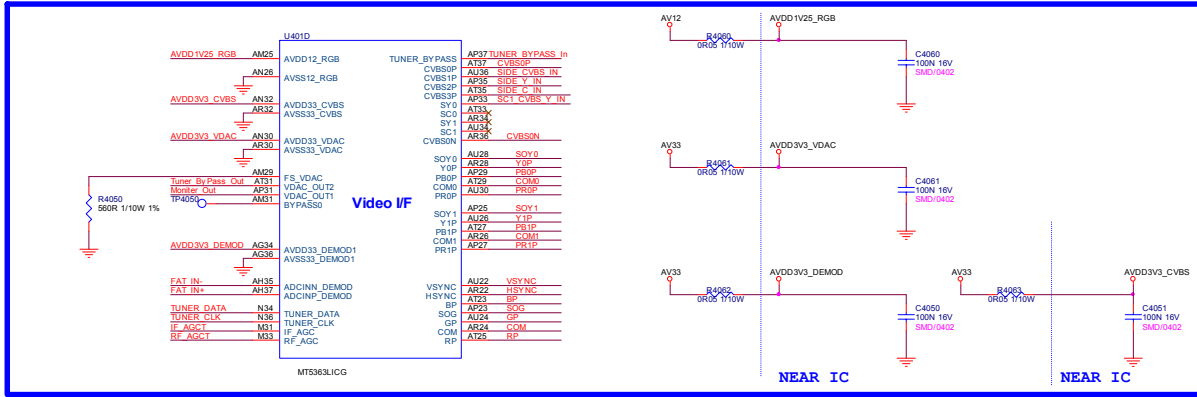 U401D
AVDD1V25_RGB AM25 AVDD12_RGB
AN26 AVSS12_RGB
AVDD3V3_CVBS AN32 AVDD33_CVBS
AR32 AVSS33_CVBS
AVDD3V3_VDAC AN30 AVDD33_VDAC
AR30 AVSS33_VDAC
AM29 FS_VDAC
Tuner_ByPass_Out AT31 VDAC_OUT2
Moniter_Out AP31 VDAC_OUT1
TP4050 AM31 BYPASS0
R4050
560R 1/10W 1%
AVDD3V3_DEMOD AG34 AVDD33_DEMOD1
AG36 AVSS33_DEMOD1
FAT_IN- AH35 ADCINN_DEMOD
FAT_IN+ AH37 ADCINP_DEMOD
TUNER_DATA N34 TUNER_DATA
TUNER_CLK N36 TUNER_CLK
IF_AGCT M31 IF_AGC
RF_AGCT M33 RF_AGC
Video I/F
TUNER_BYPASS AP37 TUNER_BYPASS_In
CVBS0P AT37 CVBS0P
CVBS1P AU36 SIDE_CVBS_IN
CVBS2P AP35 SIDE_Y_IN
CVBS3P AT35 SIDE_C_IN
SY0 AP33 SC1_CVBS_Y_IN
SC0 AT33
SY1 AR34
SC1 AU34
CVBS0N AR36 CVBS0N
SOY0 AU28 SOY0
Y0P AR28 Y0P
PB0P AP29 PB0P
COM0 AT29 COM0
PR0P AU30 PR0P
SOY1 AP25 SOY1
Y1P AU26 Y1P
PB1P AT27 PB1P
COM1 AR26 COM1
PR1P AP27 PR1P
VSYNC AU22 VSYNC
HSYNC AR22 HSYNC
BP AT23 BP
SOG AP23 SOG
GP AU24 GP
COM AR24 COM
RP AT25 RP
MT5363LICG
AV12 AVDD1V25_RGB
R4060
0R05 1/10W
C4060
100N 16V
SMD/0402
AV33 AVDD3V3_VDAC
R4061
0R05 1/10W
C4061
100N 16V
SMD/0402
AV33 AVDD3V3_DEMOD
R4062
0R05 1/10W
C4050
100N 16V
SMD/0402
AV33 AVDD3V3_CVBS
R4063
0R05 1/10W
C4051
100N 16V
SMD/0402
NEAR IC
NEAR IC